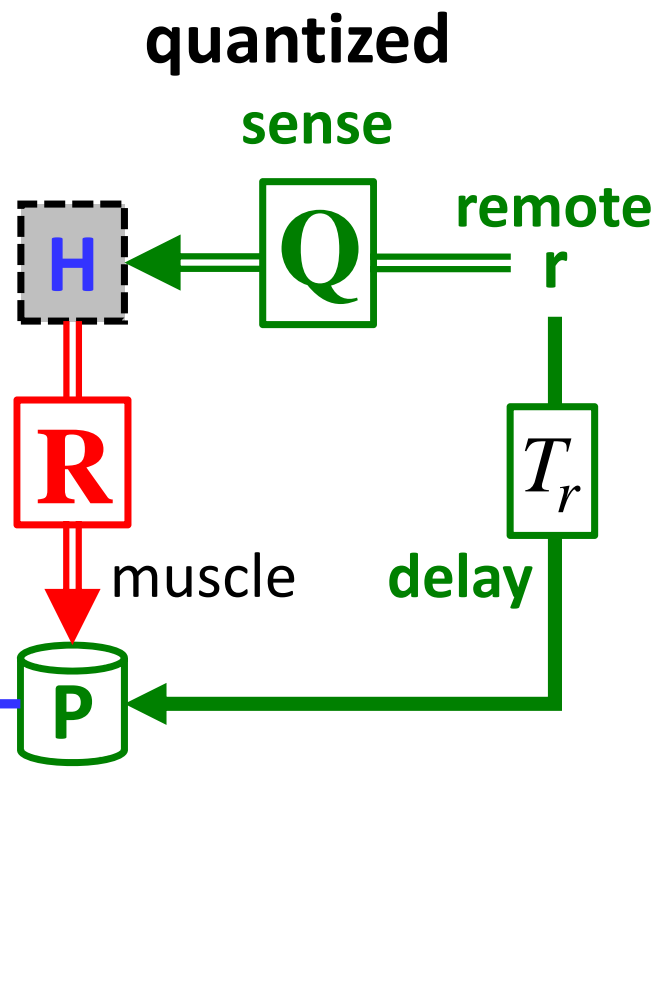 quantized
sense
remote
H
Q
r
R
T_r
muscle
delay
P